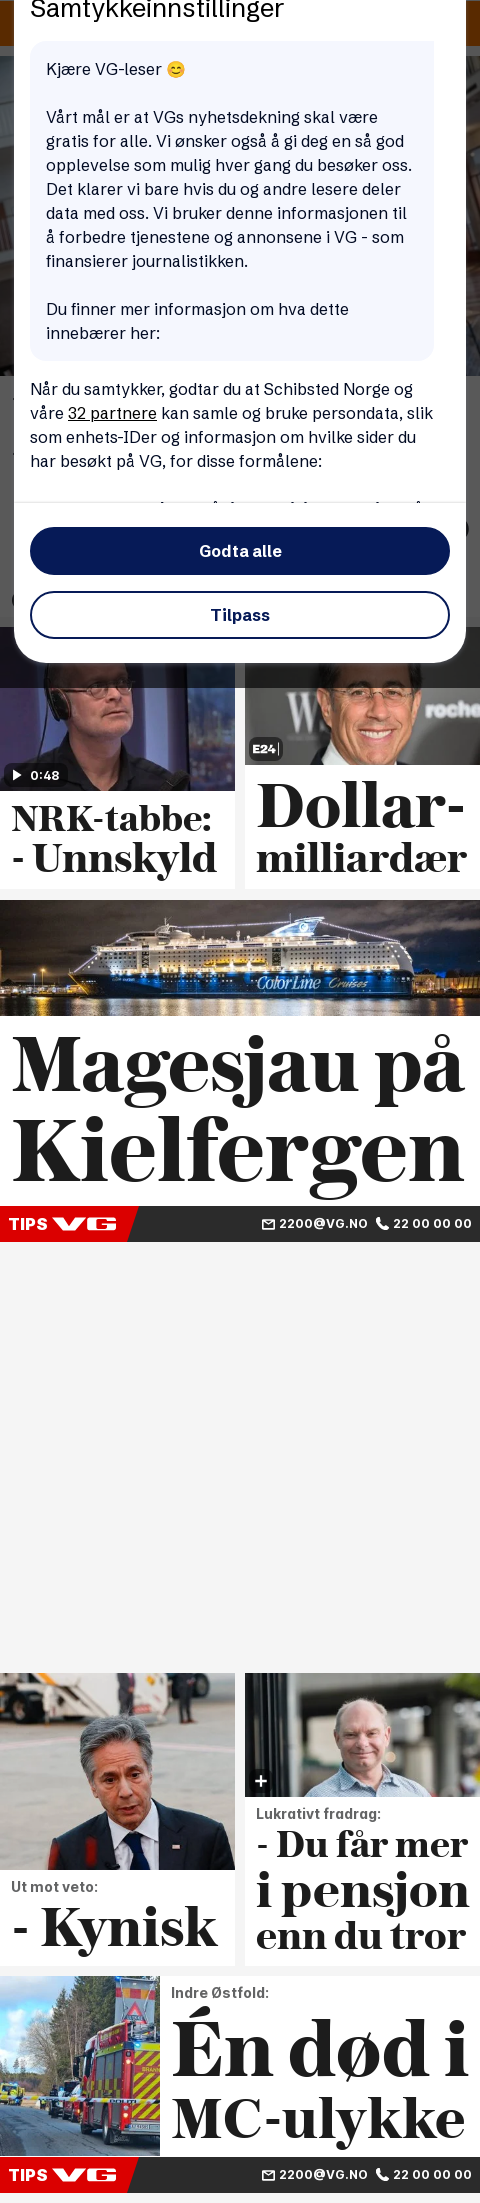 Samtykkeinnstillinger
Kjære VG-leser 😊
Vårt mål er at VGs nyhetsdekning skal være
gratis for alle. Vi ønsker også å gi deg en så god
opplevelse som mulig hver gang du besøker oss.
Det klarer vi bare hvis du og andre lesere deler
data med oss. Vi bruker denne informasjonen til
å forbedre tjenestene og annonsene i VG - som
finansierer journalistikken.
Du finner mer informasjon om hva dette
innebærer her:
Når du samtykker, godtar du at Schibsted Norge og
våre 32 partnere kan samle og bruke persondata, slik
som enhets-IDer og informasjon om hvilke sider du
har besøkt på VG, for disse formålene:
Godta alle
Tilpass
0:48
NRK-tabbe:
- Unnskyld
W
roche
E24
Dollar-
milliardær
Color Line Cruises
Magesjau på
Kielfergen
TIPS VG 2200@VG.NO 22 00 00 00
Ut mot veto:
- Kynisk
Lukrativt fradrag:
- Du får mer
i pensjon
enn du tror
Indre Østfold:
Én død i
MC-ulykke
TIPS VG 2200@VG.NO 22 00 00 00